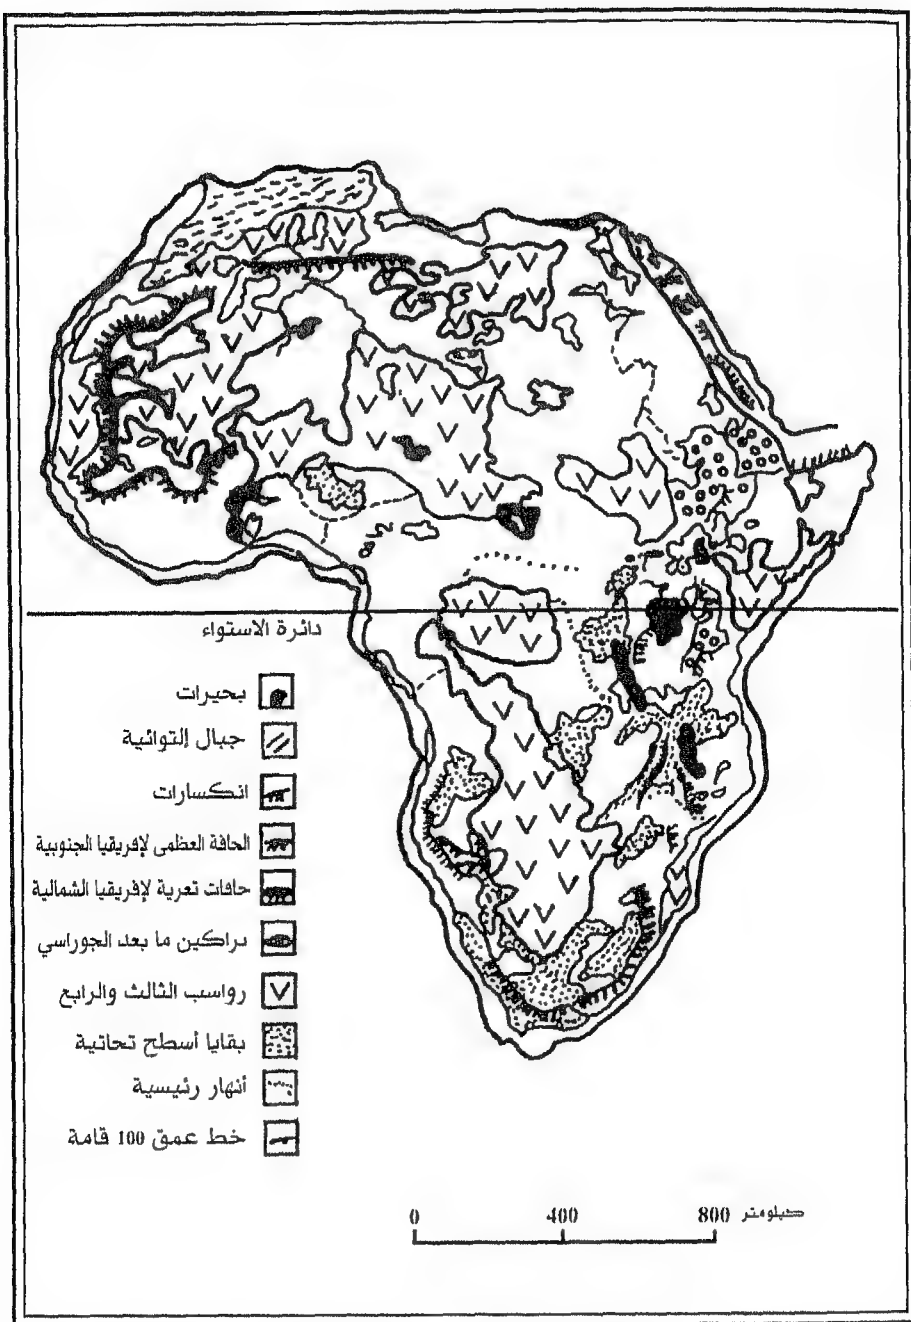 دائرة الاستواء
بحيرات
جبال إلتوائية
انكسارات
الحافة العظمى لإفريقيا الجنوبية
حافات تعرية لإفريقيا الشمالية
براكين ما بعد الجوراسي
رواسب الثالث والرابع
بقايا أسطح تحاتية
أنهار رئيسية
خط عمق 100 قامة
0 400 800 كيلومتر